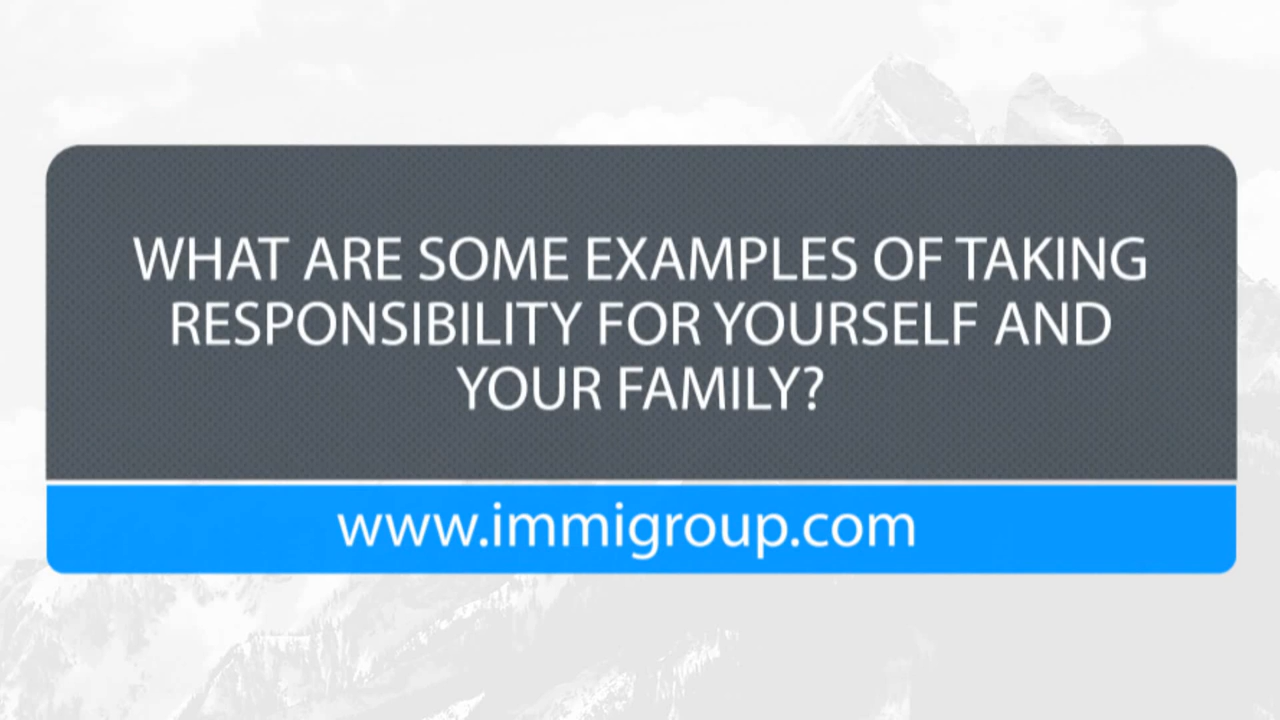 WHAT ARE SOME EXAMPLES OF TAKING
RESPONSIBILITY FOR YOURSELF AND
YOUR FAMILY?
www.immigroup.com